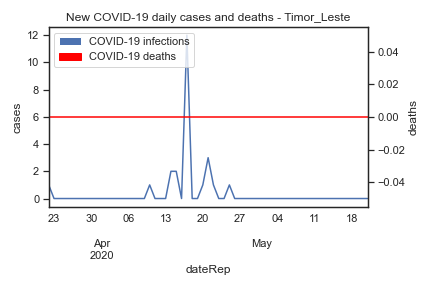 New COVID-19 daily cases and deaths - Timor_Leste
COVID-19 infections
COVID-19 deaths
12
10
8
6
4
2
0
cases
0.04
0.02
0.00
−0.02
−0.04
deaths
23 30 06 13 20 27 04 11 18
Apr May
2020
dateRep